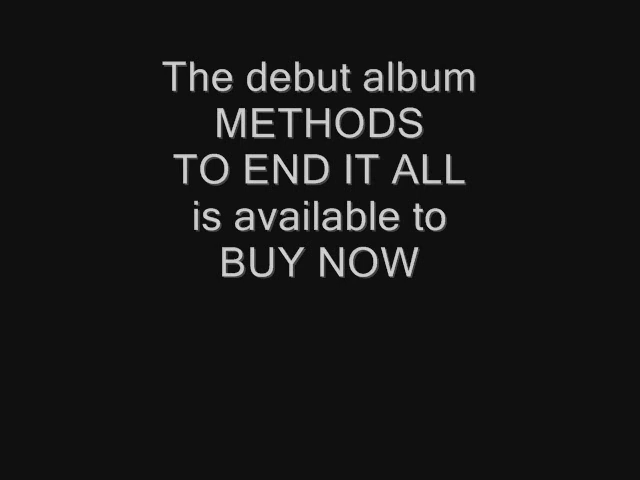 The debut album
METHODS
TO END IT ALL
is available to
BUY NOW